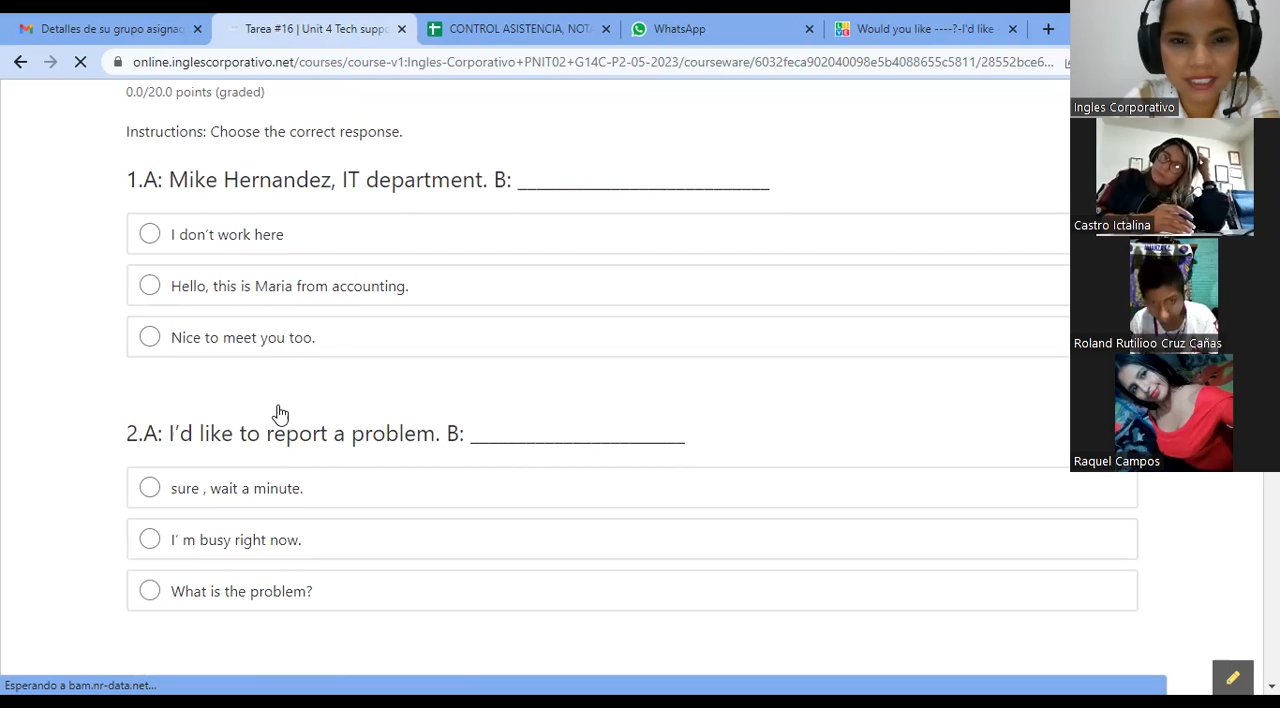 Detalles de su grupo asignac
Tarea #16 | Unit 4 Tech suppo
CONTROL ASISTENCIA, NOTA
WhatsApp
Would you like ----?-I'd like
online.inglescorporativo.net/courses/course-v1:Ingles-Corporativo+PNIT02+G14C-P2-05-2023/courseware/6032feca902040098e5b4088655c5811/28552bce6...
0.0/20.0 points (graded)
Instructions: Choose the correct response.
1.A: Mike Hernandez, IT department. B: __________________________
I don't work here
Hello, this is Maria from accounting.
Nice to meet you too.
2.A: I'd like to report a problem. B: ______________________
sure , wait a minute.
I' m busy right now.
What is the problem?
Esperando a bam.nr-data.net...
Ingles Corporativo
Castro Ictalina
Roland Rutilioo Cruz Cañas
Raquel Campos